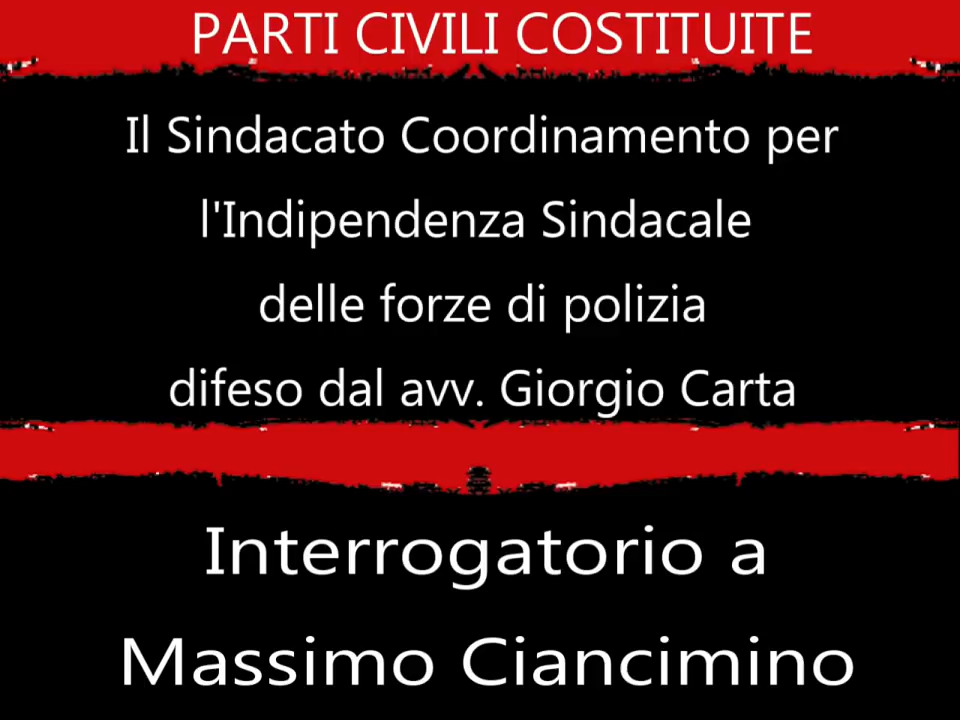 PARTI CIVILI COSTITUITE
Il Sindacato Coordinamento per
l'Indipendenza Sindacale
delle forze di polizia
difeso dal avv. Giorgio Carta
Interrogatorio a
Massimo Ciancimino